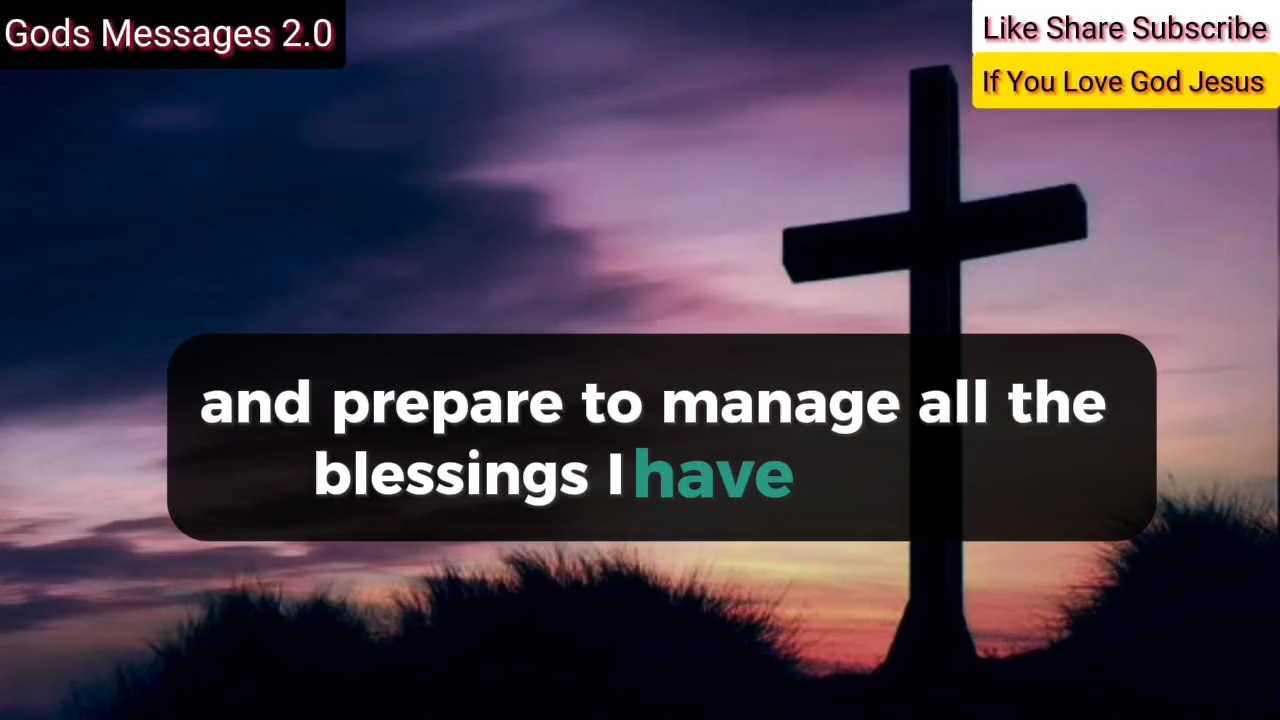 Gods Messages 2.0
Like Share Subscribe
If You Love God Jesus
and prepare to manage all the
blessings I have